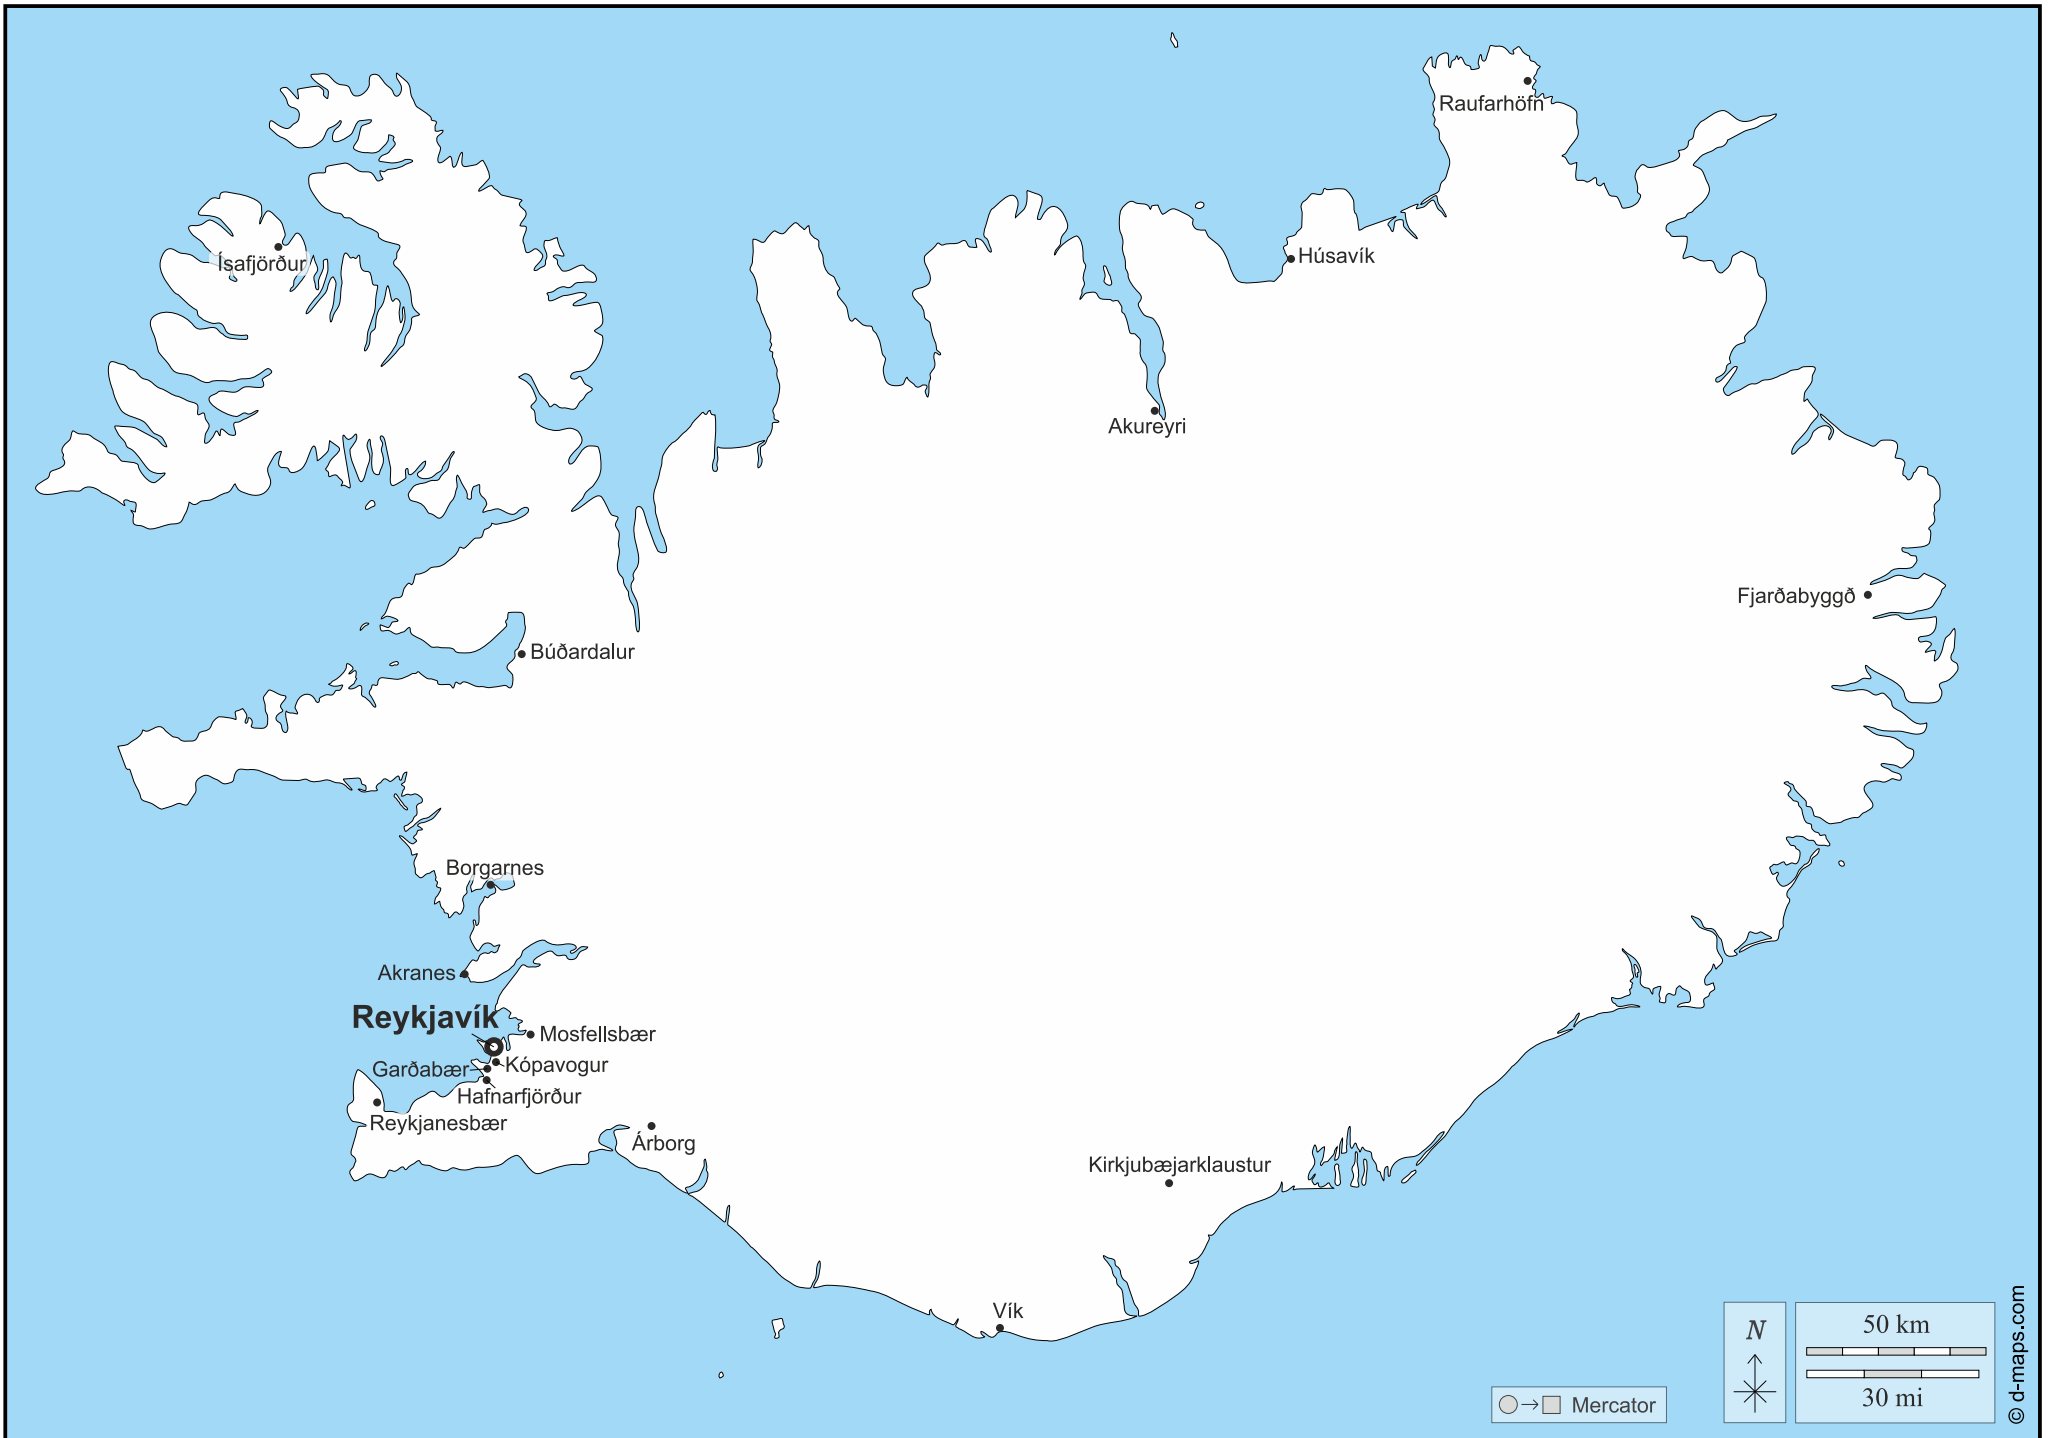 Raufarhöfn
Húsavík
Ísafjörður
Akureyri
Fjarðabyggð
Búðardalur
Borgarnes
Akranes
Reykjavík
Mosfellsbær
Kópavogur
Garðabær
Hafnarfjörður
Reykjanesbær
Árborg
Kirkjubæjarklaustur
Vík
N
50 km
30 mi
Mercator
© d-maps.com